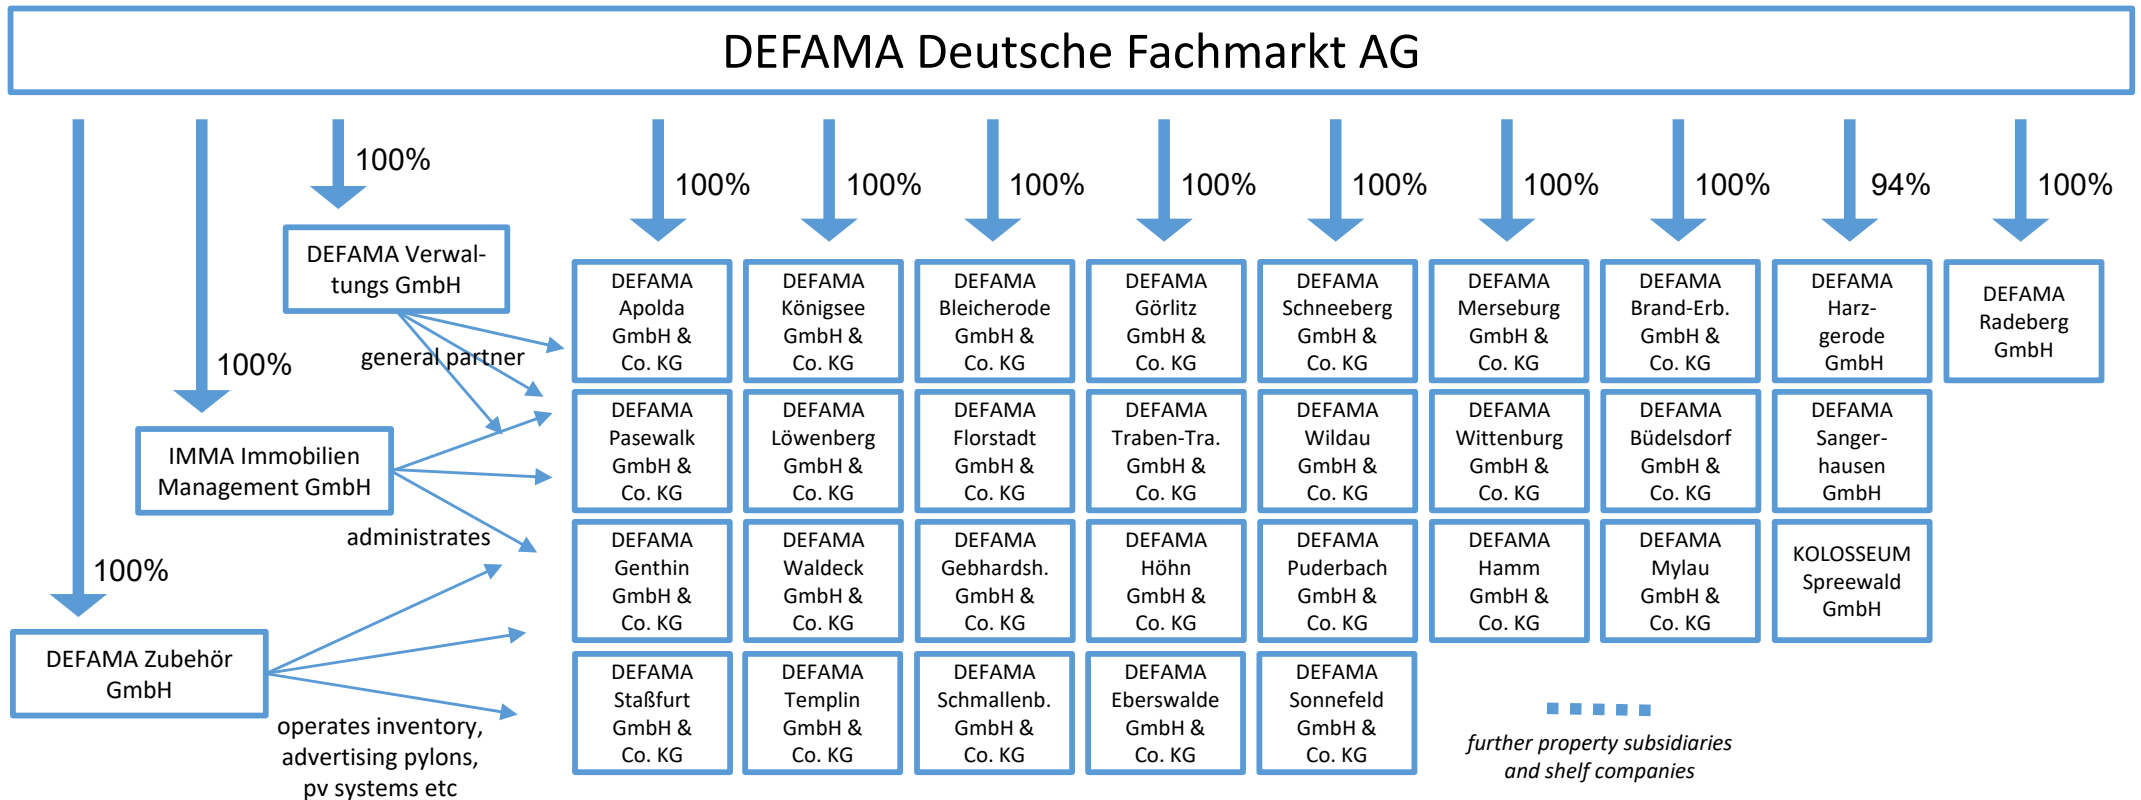 DEFAMA Deutsche Fachmarkt AG
100%
100%
100%
100%
100%
100%
100%
100%
94%
100%
DEFAMA Verwal-
tungs GmbH
general partner
100%
IMMA Immobilien
Management GmbH
administrates
100%
DEFAMA Zubehör
GmbH
operates inventory,
advertising pylons,
pv systems etc
DEFAMA
Apolda
GmbH &
Co. KG
DEFAMA
Königsee
GmbH &
Co. KG
DEFAMA
Bleicherode
GmbH &
Co. KG
DEFAMA
Görlitz
GmbH &
Co. KG
DEFAMA
Schneeberg
GmbH &
Co. KG
DEFAMA
Merseburg
GmbH &
Co. KG
DEFAMA
Brand-Erb.
GmbH &
Co. KG
DEFAMA
Harz-
gerode
GmbH
DEFAMA
Radeberg
GmbH
DEFAMA
Pasewalk
GmbH &
Co. KG
DEFAMA
Löwenberg
GmbH &
Co. KG
DEFAMA
Florstadt
GmbH &
Co. KG
DEFAMA
Traben-Tra.
GmbH &
Co. KG
DEFAMA
Wildau
GmbH &
Co. KG
DEFAMA
Wittenburg
GmbH &
Co. KG
DEFAMA
Büdelsdorf
GmbH &
Co. KG
DEFAMA
Sanger-
hausen
GmbH
DEFAMA
Genthin
GmbH &
Co. KG
DEFAMA
Waldeck
GmbH &
Co. KG
DEFAMA
Gebhardsh.
GmbH &
Co. KG
DEFAMA
Höhn
GmbH &
Co. KG
DEFAMA
Puderbach
GmbH &
Co. KG
DEFAMA
Hamm
GmbH &
Co. KG
DEFAMA
Mylau
GmbH &
Co. KG
KOLOSSEUM
Spreewald
GmbH
DEFAMA
Staßfurt
GmbH &
Co. KG
DEFAMA
Templin
GmbH &
Co. KG
DEFAMA
Schmallenb.
GmbH &
Co. KG
DEFAMA
Eberswalde
GmbH &
Co. KG
DEFAMA
Sonnefeld
GmbH &
Co. KG
further property subsidiaries
and shelf companies